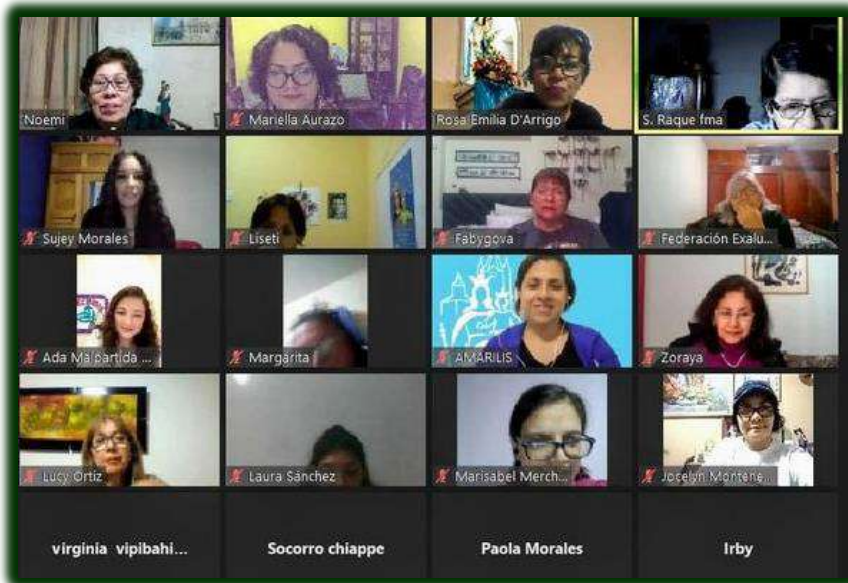 Noemi
Mariella Aurazo
Rosa Emilia D'Arrigo
S. Raque fma
Sujey Morales
Liseti
Fabygova
Federación Exalu...
Ada Malpartida ...
Margarita
AMARILIS
Zoraya
Lucy Ortiz
Laura Sánchez
Marisabel Merch...
Jocelyn Montene...
virginia vipibahi...
Socorro chiappe
Paola Morales
Irby